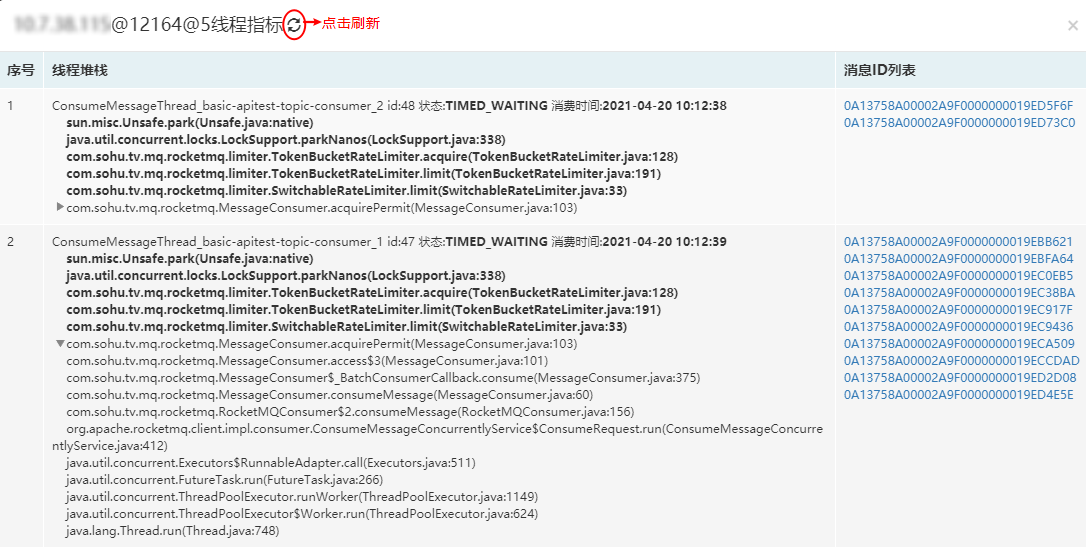 @12164@5线程指标 点击刷新 ×
序号 线程堆栈 消息ID列表
1 ConsumeMessageThread_basic-apitest-topic-consumer_2 id:48 状态:TIMED_WAITING 消费时间:2021-04-20 10:12:38
sun.misc.Unsafe.park(Unsafe.java:native)
java.util.concurrent.locks.LockSupport.parkNanos(LockSupport.java:338)
com.sohu.tv.mq.rocketmq.limiter.TokenBucketRateLimiter.acquire(TokenBucketRateLimiter.java:128)
com.sohu.tv.mq.rocketmq.limiter.TokenBucketRateLimiter.limit(TokenBucketRateLimiter.java:191)
com.sohu.tv.mq.rocketmq.limiter.SwitchableRateLimiter.limit(SwitchableRateLimiter.java:33)
▶com.sohu.tv.mq.rocketmq.MessageConsumer.acquirePermit(MessageConsumer.java:103)
0A13758A00002A9F0000000019ED5F6F
0A13758A00002A9F0000000019ED73C0
2 ConsumeMessageThread_basic-apitest-topic-consumer_1 id:47 状态:TIMED_WAITING 消费时间:2021-04-20 10:12:39
sun.misc.Unsafe.park(Unsafe.java:native)
java.util.concurrent.locks.LockSupport.parkNanos(LockSupport.java:338)
com.sohu.tv.mq.rocketmq.limiter.TokenBucketRateLimiter.acquire(TokenBucketRateLimiter.java:128)
com.sohu.tv.mq.rocketmq.limiter.TokenBucketRateLimiter.limit(TokenBucketRateLimiter.java:191)
com.sohu.tv.mq.rocketmq.limiter.SwitchableRateLimiter.limit(SwitchableRateLimiter.java:33)
▼com.sohu.tv.mq.rocketmq.MessageConsumer.acquirePermit(MessageConsumer.java:103)
com.sohu.tv.mq.rocketmq.MessageConsumer.access$3(MessageConsumer.java:101)
com.sohu.tv.mq.rocketmq.MessageConsumer$_BatchConsumerCallback.consume(MessageConsumer.java:375)
com.sohu.tv.mq.rocketmq.MessageConsumer.consumeMessage(MessageConsumer.java:60)
com.sohu.tv.mq.rocketmq.RocketMQConsumer$2.consumeMessage(RocketMQConsumer.java:156)
org.apache.rocketmq.client.impl.consumer.ConsumeMessageConcurrentlyService$ConsumeRequest.run(ConsumeMessageConcurre
ntlyService.java:412)
java.util.concurrent.Executors$RunnableAdapter.call(Executors.java:511)
java.util.concurrent.FutureTask.run(FutureTask.java:266)
java.util.concurrent.ThreadPoolExecutor.runWorker(ThreadPoolExecutor.java:1149)
java.util.concurrent.ThreadPoolExecutor$Worker.run(ThreadPoolExecutor.java:624)
java.lang.Thread.run(Thread.java:748)
0A13758A00002A9F0000000019EBB621
0A13758A00002A9F0000000019EBFA64
0A13758A00002A9F0000000019EC0EB5
0A13758A00002A9F0000000019EC38BA
0A13758A00002A9F0000000019EC917F
0A13758A00002A9F0000000019EC9436
0A13758A00002A9F0000000019ECA509
0A13758A00002A9F0000000019ECCDAD
0A13758A00002A9F0000000019ED2D08
0A13758A00002A9F0000000019ED4E5E